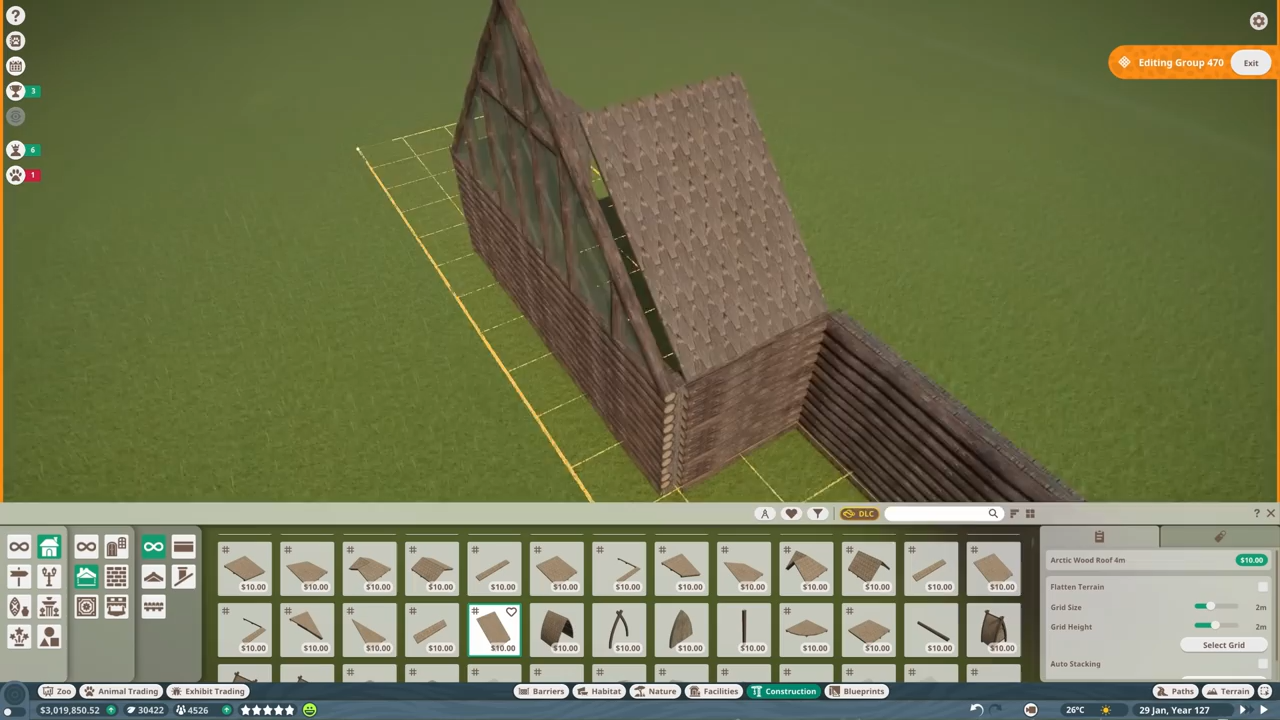 ?
Editing Group 470
Exit
3
6
1
A
DLC
?
$10.00 $10.00 $10.00 $10.00 $10.00 $10.00 $10.00 $10.00 $10.00 $10.00 $10.00 $10.00 $10.00
$10.00 $10.00 $10.00 $10.00 $10.00 $10.00 $10.00 $10.00 $10.00 $10.00 $10.00 $10.00 $10.00
Arctic Wood Roof 4m
$10.00
Flatten Terrain
Grid Size
2m
Grid Height
2m
Select Grid
Auto Stacking
Zoo
Animal Trading
Exhibit Trading
Barriers
Habitat
Nature
Facilities
Construction
Blueprints
Paths
Terrain
$3,019,850.52
30422
4526
26°C
29 Jan, Year 127